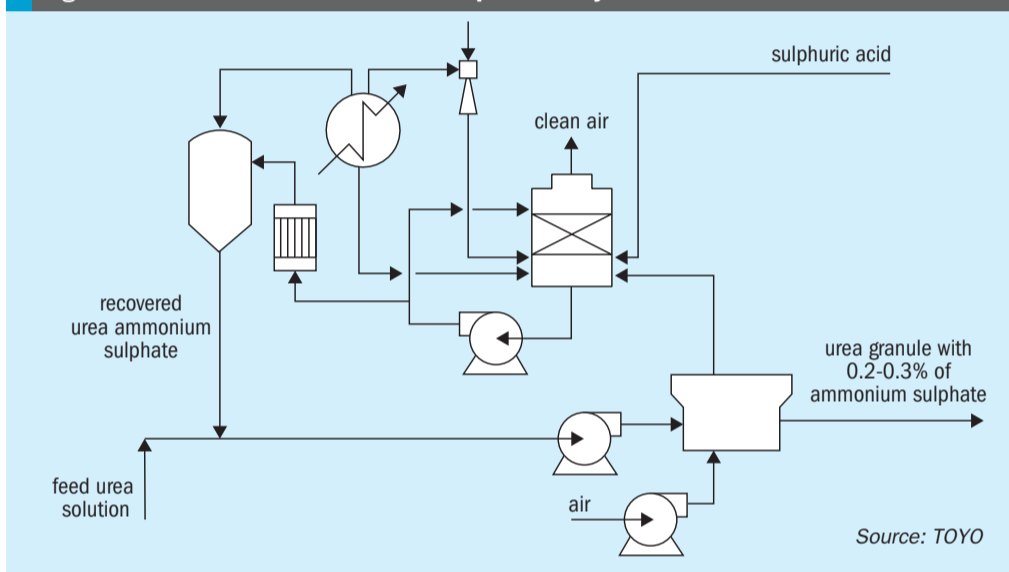 sulphuric acid
clean air
recovered
urea ammonium
sulphate
urea granule with
0.2-0.3% of
ammonium sulphate
feed urea
solution
air
Source: TOYO